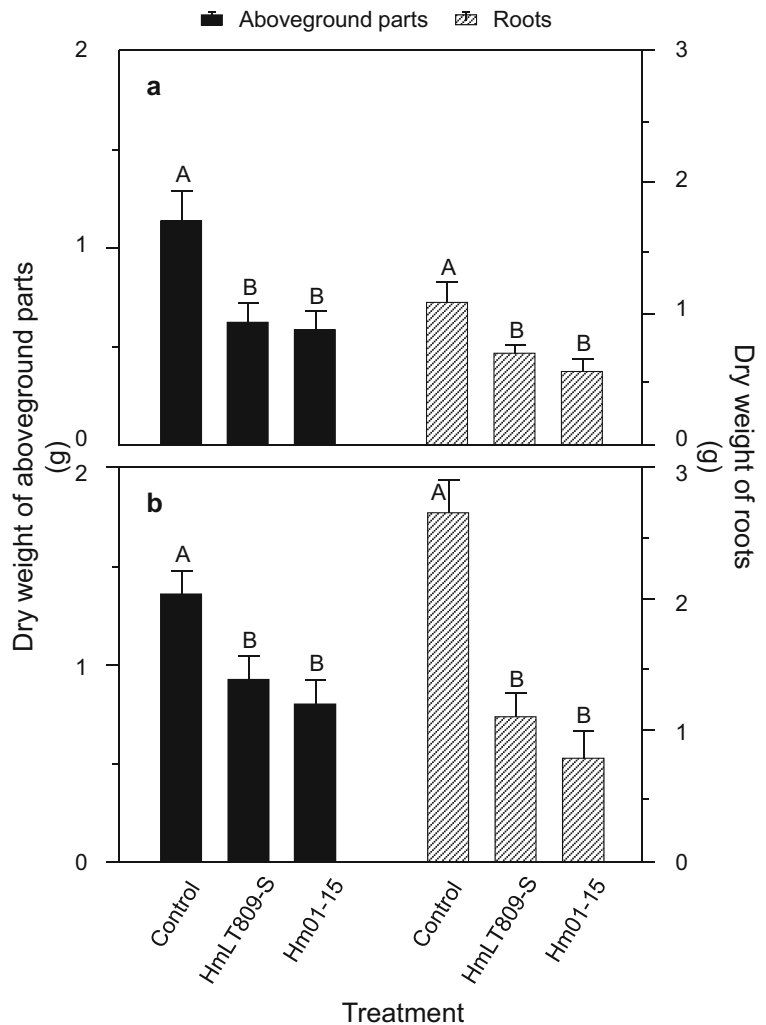 Aboveground parts Roots
2 3
a
A
2
1
A
B B
1
B
B
0 0
Dry weight of aboveground parts
(g)
Dry weight of roots
(g)
2 3
b
A
A
2
B
B
1
B
B
1
0 0
Control
HmLT809-S
Hm01-15
Control
HmLT809-S
Hm01-15
Treatment